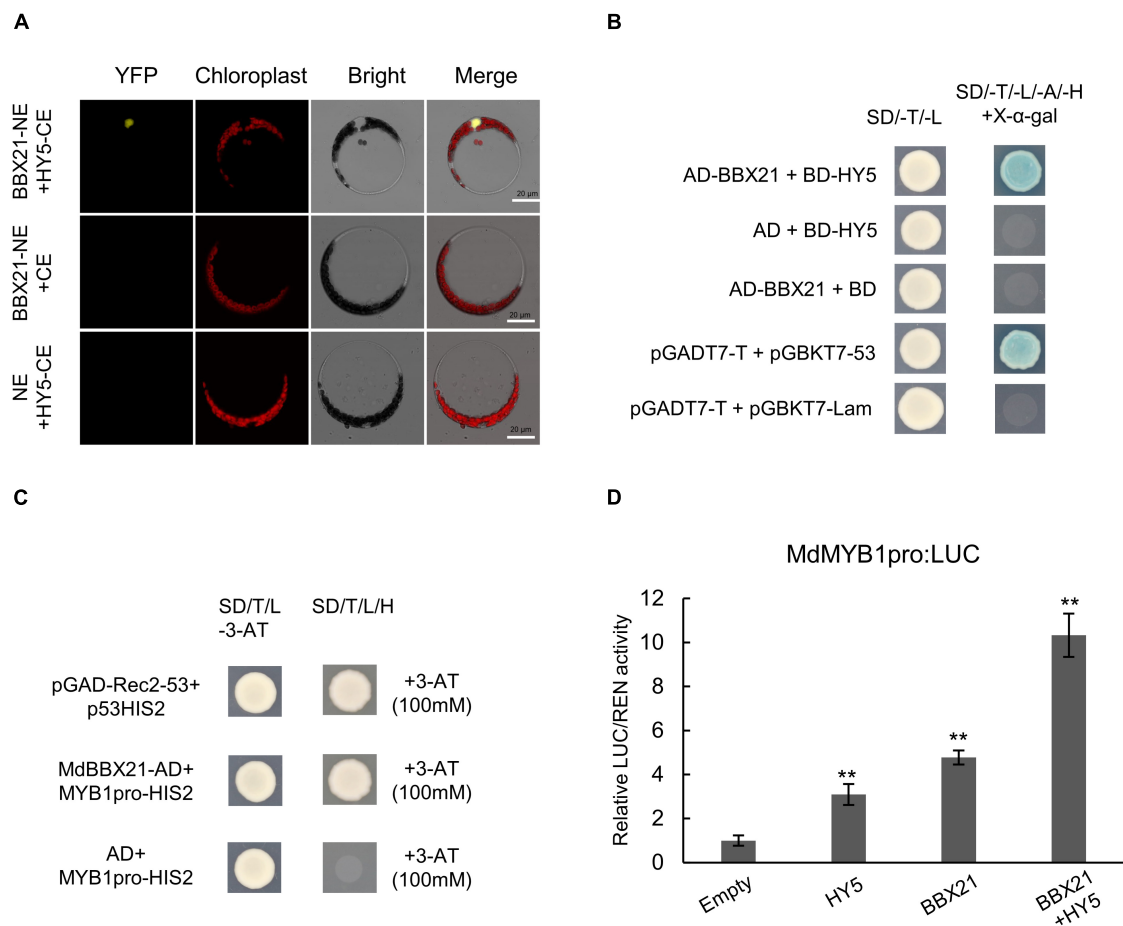 A
YFP Chloroplast Bright Merge
BBX21-NE
+HY5-CE
20 µm
BBX21-NE
+CE
20 µm
NE
+HY5-CE
20 µm
B
SD/-T/-L
SD/-T/-L/-A/-H
+X-α-gal
AD-BBX21 + BD-HY5
AD + BD-HY5
AD-BBX21 + BD
pGADT7-T + pGBKT7-53
pGADT7-T + pGBKT7-Lam
C
SD/T/L
-3-AT
SD/T/L/H
pGAD-Rec2-53+
p53HIS2
+3-AT
(100mM)
MdBBX21-AD+
MYB1pro-HIS2
+3-AT
(100mM)
AD+
MYB1pro-HIS2
+3-AT
(100mM)
D
MdMYB1pro:LUC
Relative LUC/REN activity
12
10
8
6
4
2
0
**
**
**
Empty
HY5
BBX21
BBX21
+HY5